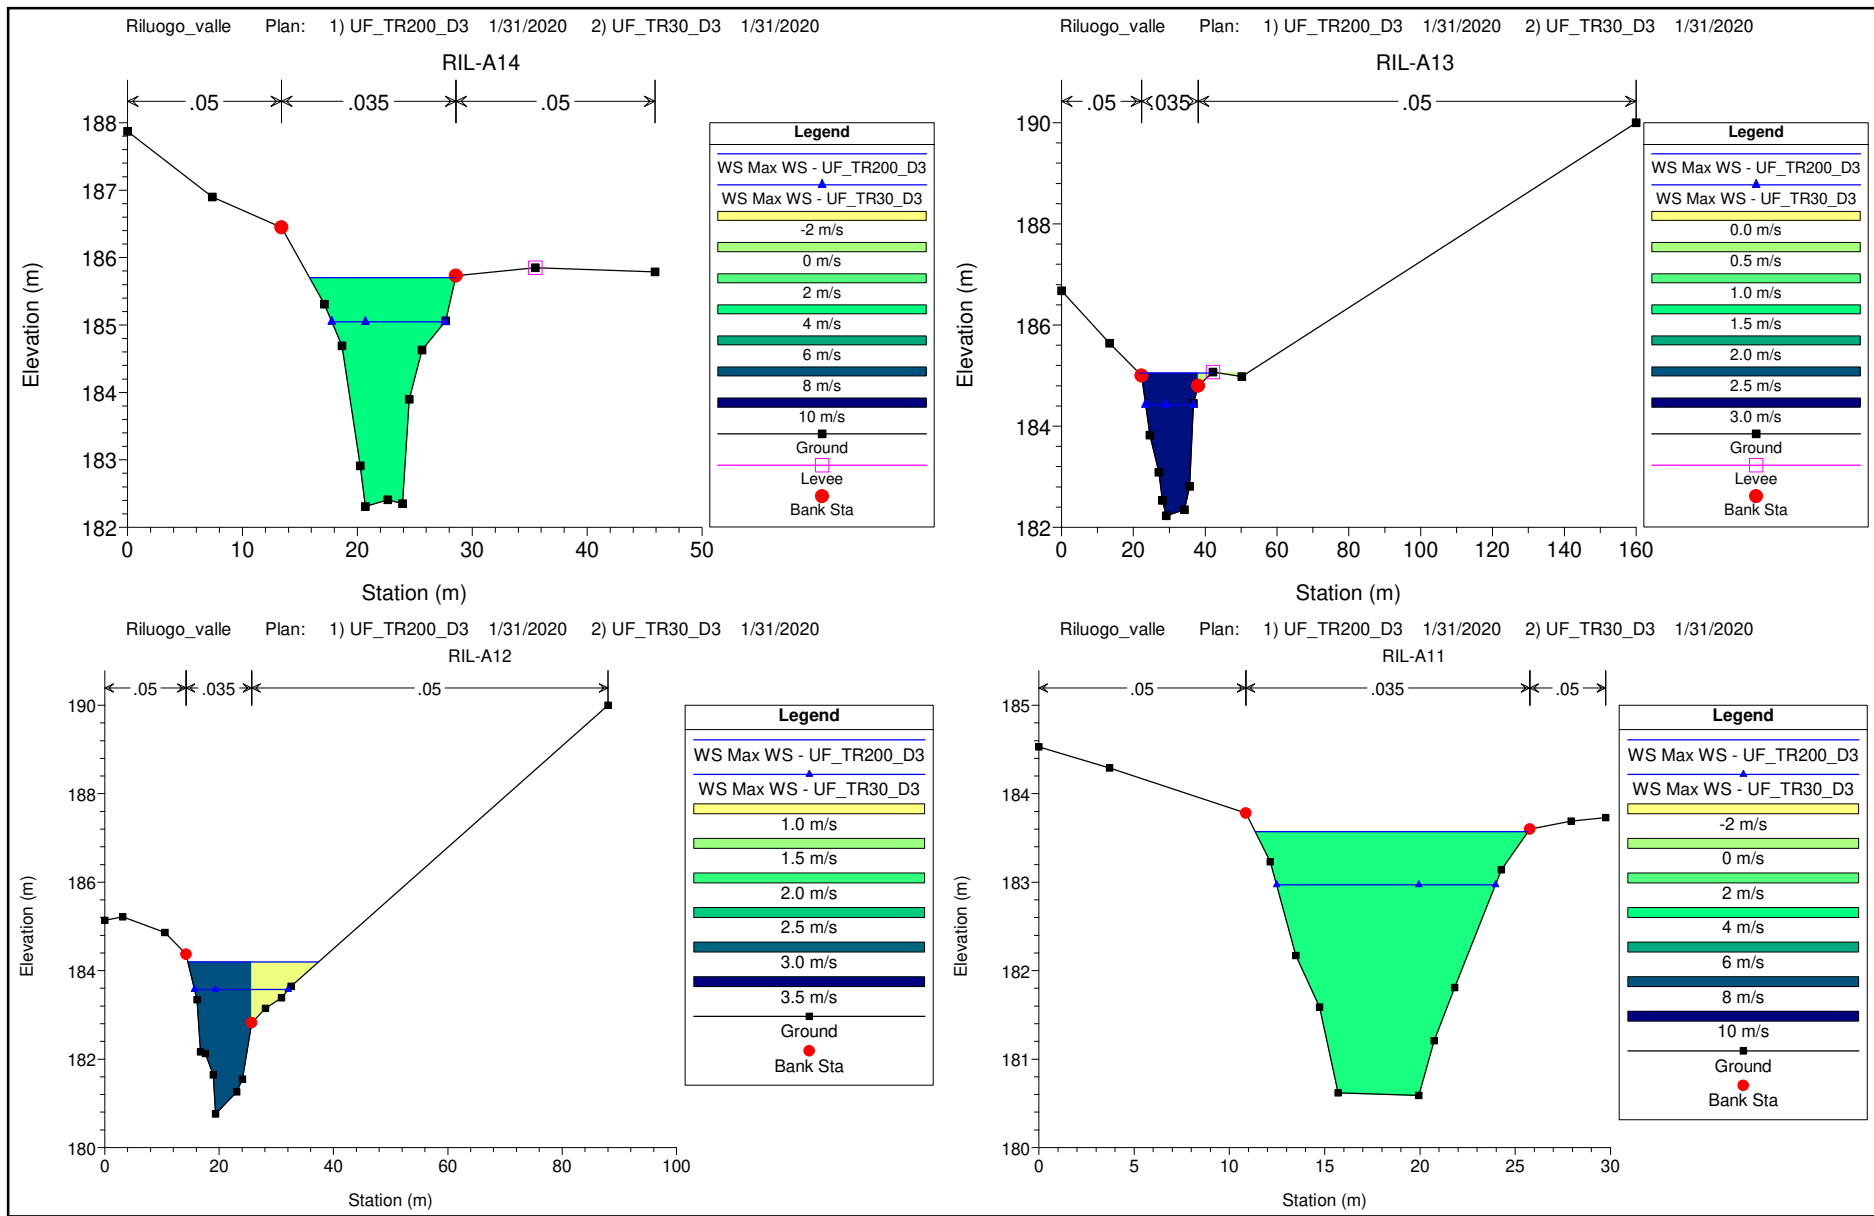 Riluogo_valle Plan: 1) UF_TR200_D3 1/31/2020 2) UF_TR30_D3 1/31/2020
RIL-A14
.05 .035 .05
188
187
186
185
184
183
182
0 10 20 30 40 50
Station (m)
Elevation (m)
Legend
WS Max WS - UF_TR200_D3
WS Max WS - UF_TR30_D3
-2 m/s
0 m/s
2 m/s
4 m/s
6 m/s
8 m/s
10 m/s
Ground
Levee
Bank Sta
Riluogo_valle Plan: 1) UF_TR200_D3 1/31/2020 2) UF_TR30_D3 1/31/2020
RIL-A13
.05 .035 .05
190
188
186
184
182
0 20 40 60 80 100 120 140 160
Station (m)
Elevation (m)
Legend
WS Max WS - UF_TR200_D3
WS Max WS - UF_TR30_D3
0.0 m/s
0.5 m/s
1.0 m/s
1.5 m/s
2.0 m/s
2.5 m/s
3.0 m/s
Ground
Levee
Bank Sta
Riluogo_valle Plan: 1) UF_TR200_D3 1/31/2020 2) UF_TR30_D3 1/31/2020
RIL-A12
.05 .035 .05
190
188
186
184
182
180
0 20 40 60 80 100
Station (m)
Elevation (m)
Legend
WS Max WS - UF_TR200_D3
WS Max WS - UF_TR30_D3
1.0 m/s
1.5 m/s
2.0 m/s
2.5 m/s
3.0 m/s
3.5 m/s
Ground
Bank Sta
Riluogo_valle Plan: 1) UF_TR200_D3 1/31/2020 2) UF_TR30_D3 1/31/2020
RIL-A11
.05 .035 .05
185
184
183
182
181
180
0 5 10 15 20 25 30
Station (m)
Elevation (m)
Legend
WS Max WS - UF_TR200_D3
WS Max WS - UF_TR30_D3
-2 m/s
0 m/s
2 m/s
4 m/s
6 m/s
8 m/s
10 m/s
Ground
Bank Sta